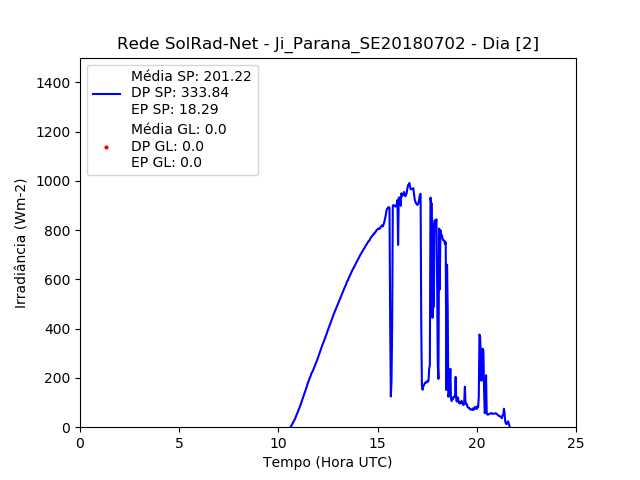 Rede SolRad-Net - Ji_Parana_SE20180702 - Dia [2]
Média SP: 201.22
DP SP: 333.84
EP SP: 18.29
Média GL: 0.0
DP GL: 0.0
EP GL: 0.0
1400
1200
1000
800
600
400
200
0
Irradiância (Wm-2)
0 5 10 15 20 25
Tempo (Hora UTC)